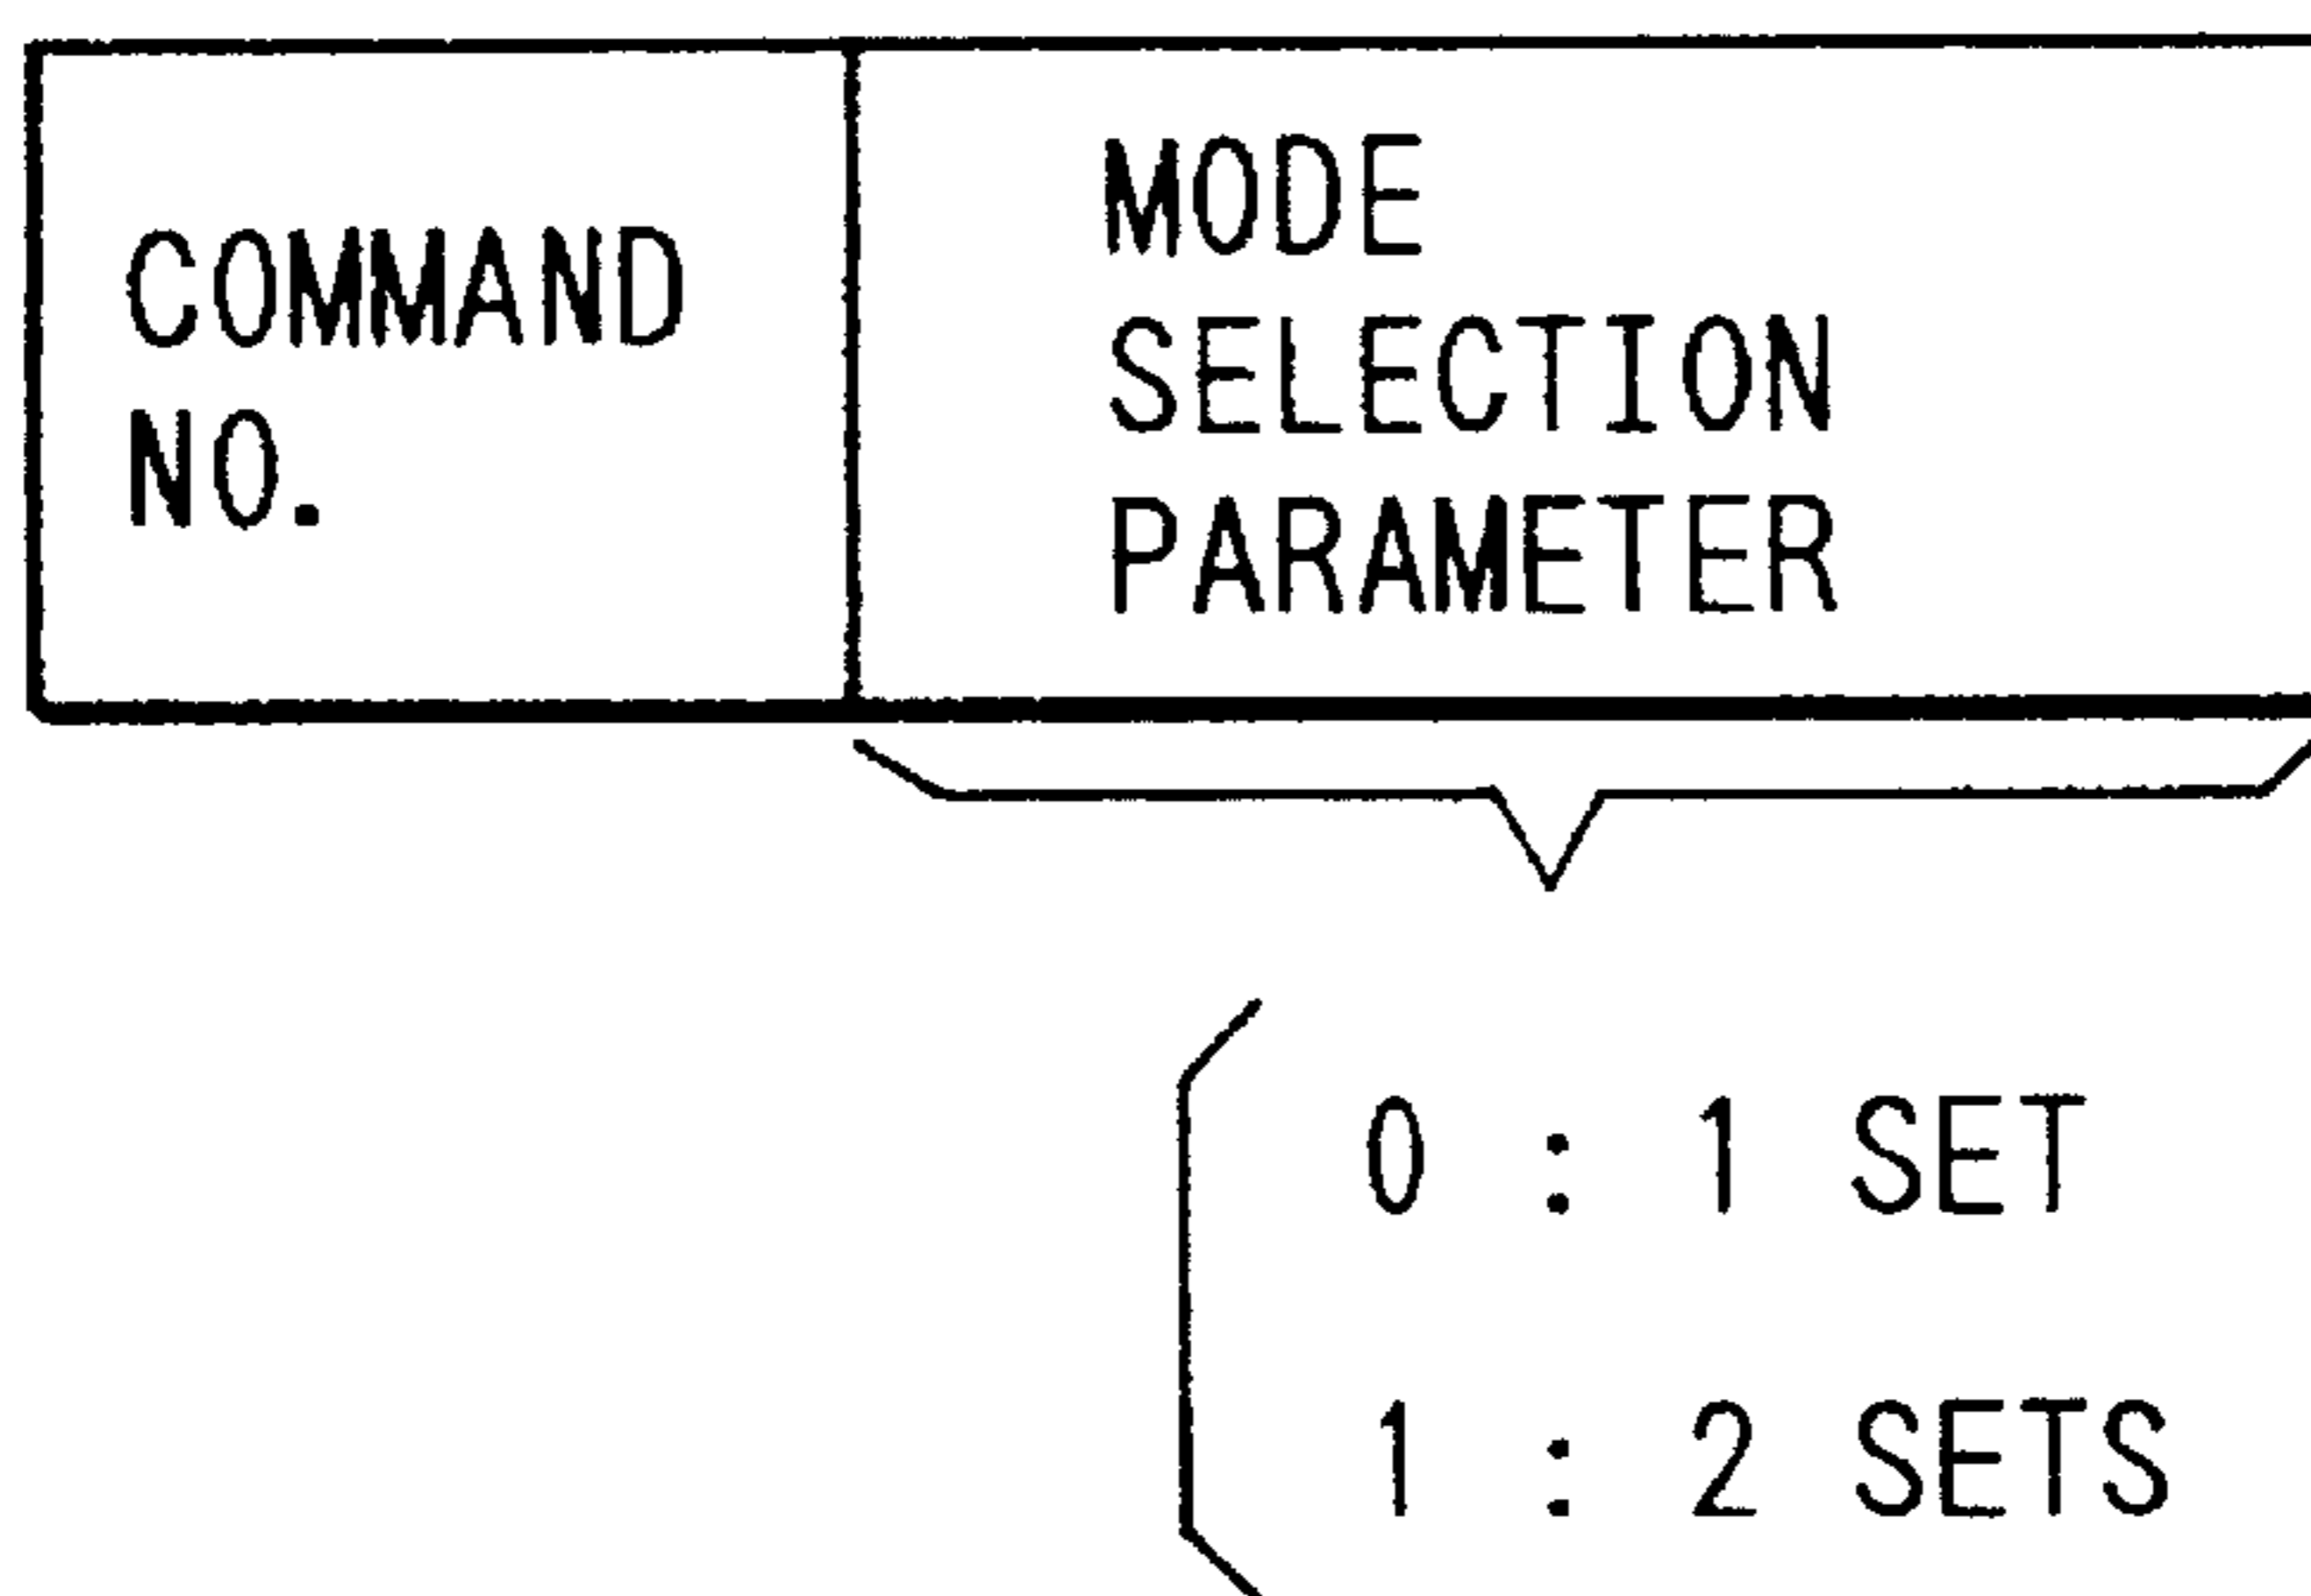 COMMAND
NO.
MODE
SELECTION
PARAMETER
0 : 1 SET
1 : 2 SETS